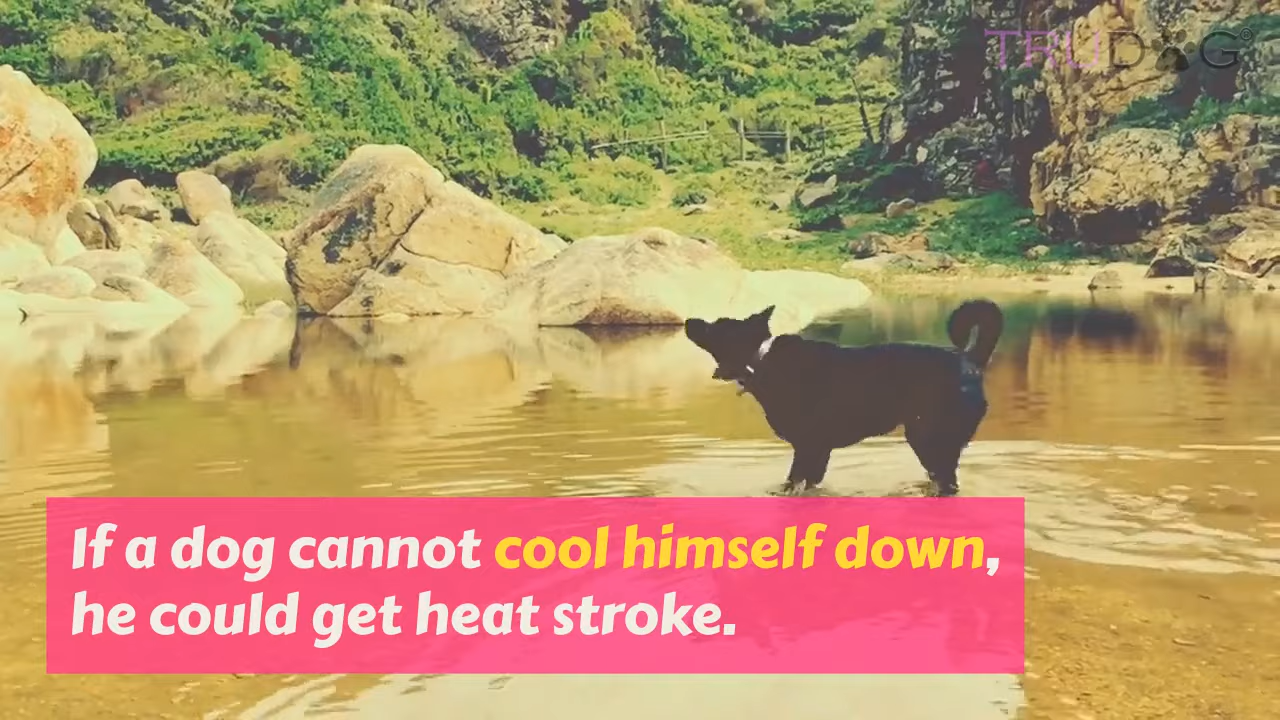 TRUDOG®
If a dog cannot cool himself down,
he could get heat stroke.